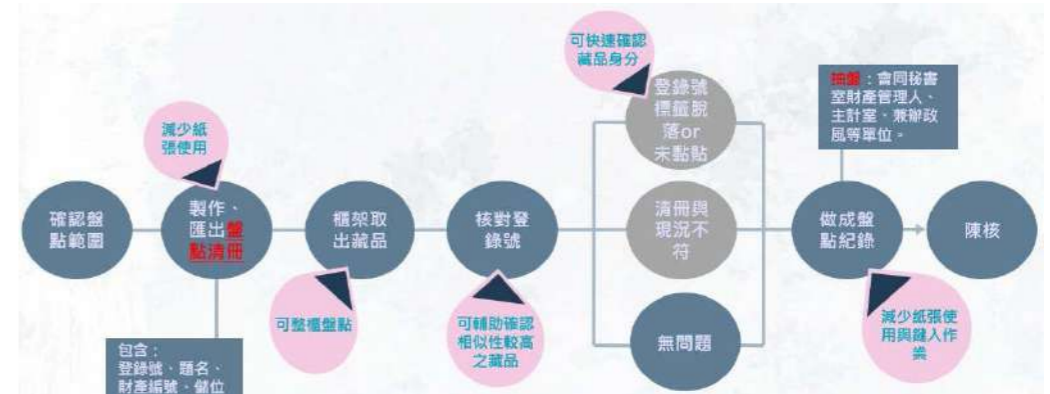 確認盤
點範圍
減少紙
張使用
製作、
匯出盤
點清冊
包含：
登錄號、題名、
財產編號、儲位
櫃架取
出藏品
可整櫃盤點
核對登
錄號
可輔助確認
相似性較高
之藏品
可快速確認
藏品身分
登錄號
標籤脫
落or
未黏貼
清冊與
現況不
符
無問題
抽盤：會同秘書
室財產管理人、
主計室、兼辦政
風等單位。
做成盤
點紀錄
減少紙張使
用與鍵入作
業
陳核